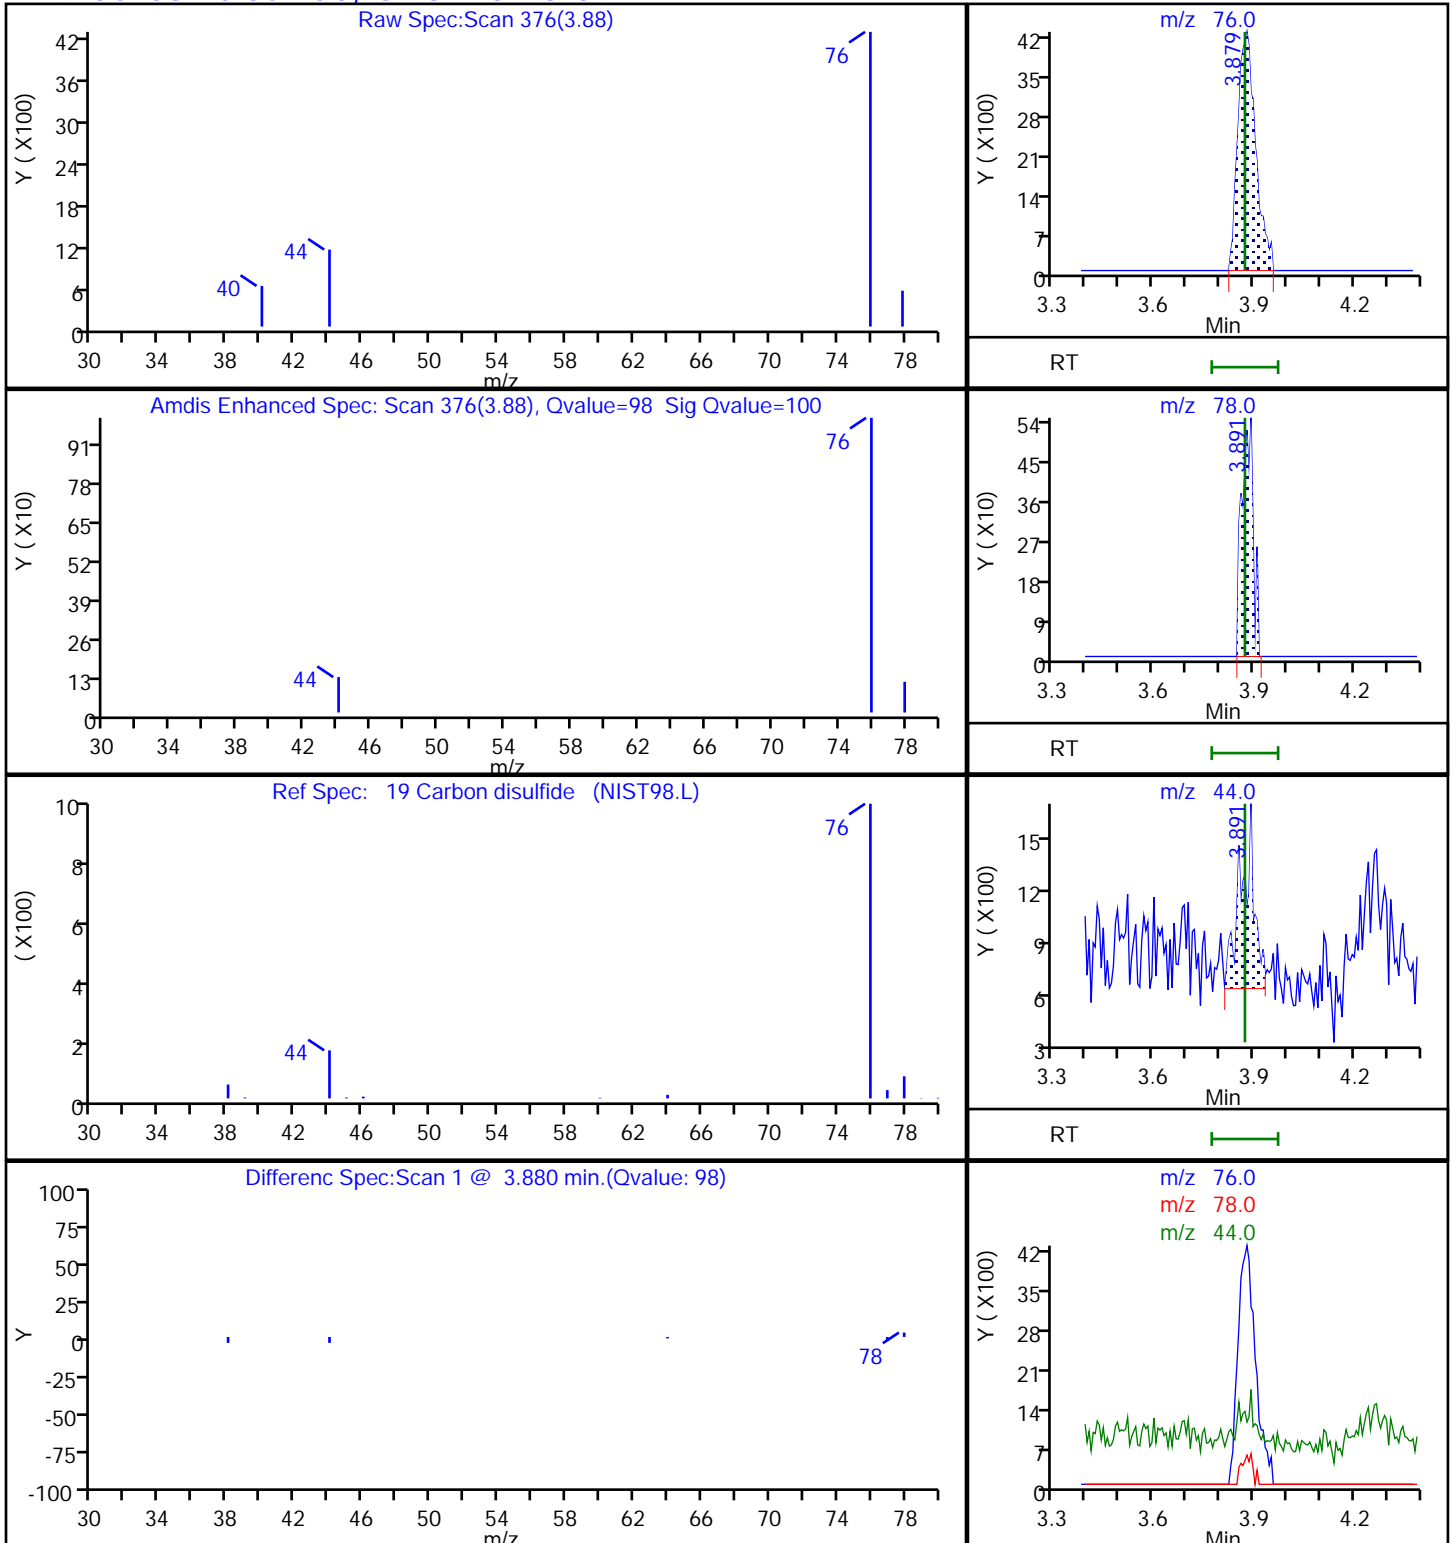 Raw Spec:Scan 376(3.88)
Y ( X100)
42
36
30
24
18
12
6
0
76
44
40
30 34 38 42 46 50 54 58 62 66 70 74 78
m/z
m/z 76.0
Y ( X100)
42
35
28
21
14
7
0
3.879
3.3 3.6 3.9 4.2
Min
RT
Amdis Enhanced Spec: Scan 376(3.88), Qvalue=98 Sig Qvalue=100
Y ( X10)
91
78
65
52
39
26
13
0
76
44
30 34 38 42 46 50 54 58 62 66 70 74 78
m/z
m/z 78.0
Y ( X10)
54
45
36
27
18
9
0
3.891
3.3 3.6 3.9 4.2
Min
RT
Ref Spec: 19 Carbon disulfide (NIST98.L)
( X100)
10
8
6
4
2
0
76
44
30 34 38 42 46 50 54 58 62 66 70 74 78
m/z 44.0
Y ( X100)
15
12
9
6
3
3.891
3.3 3.6 3.9 4.2
Min
RT
Differenc Spec:Scan 1 @ 3.880 min.(Qvalue: 98)
Y
100
75
50
25
0
-25
-50
-75
-100
78
30 34 38 42 46 50 54 58 62 66 70 74 78
m/z
m/z 76.0
m/z 78.0
m/z 44.0
Y ( X100)
42
35
28
21
14
7
0
3.3 3.6 3.9 4.2
Min